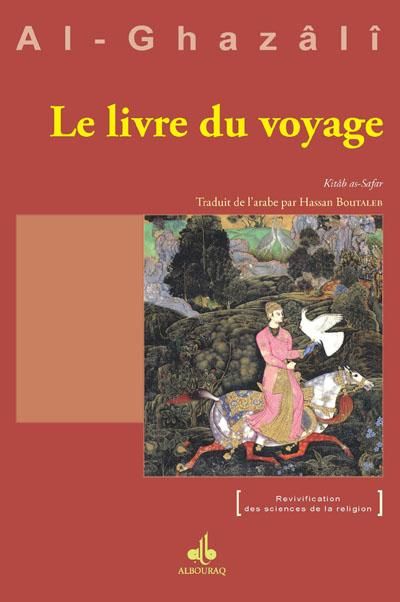 Al-Ghazâlî
Le livre du voyage
Kitâb as-Safar
Traduit de l'arabe par Hassan BOUTALEB
[ Revivification
des sciences de la religion ]
ALBOURAQ